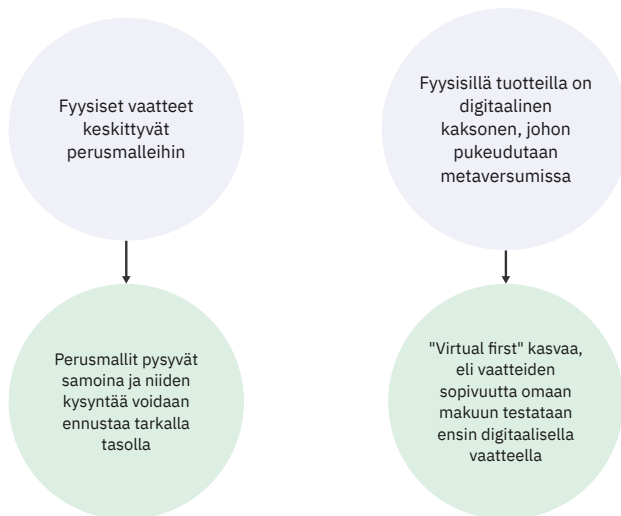 Fyysiset vaatteet
keskittyvät
perusmalleihin
Fyysisillä tuotteilla on
digitaalinen
kaksonen, johon
pukeudutaan
metaversumissa
Perusmallit pysyvät
samoina ja niiden
kysyntää voidaan
ennustaa tarkalla
tasolla
"Virtual first" kasvaa,
eli vaatteiden
sopivuutta omaan
makuun testataan
ensin digitaalisella
vaatteella